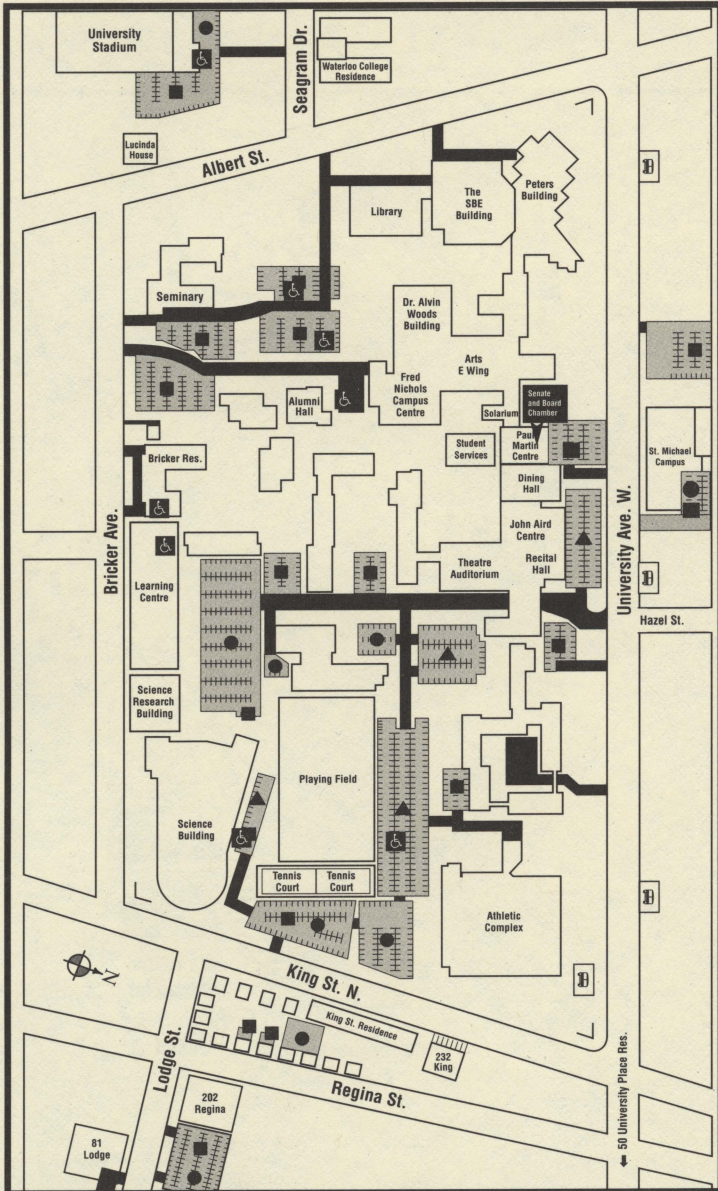 University
Stadium
Seagram Dr.
Waterloo College
Residence
Lucinda
House
Albert St.
Library
The
SBE
Building
Peters
Building
Seminary
Dr. Alvin
Woods
Building
Arts
E Wing
Fred
Nichols
Campus
Centre
Alumni
Hall
Solarium
Senate
and Board
Chamber
Paul
Martin
Centre
Student
Services
Dining
Hall
St. Michael
Campus
Bricker Res.
Bricker Ave.
Learning
Centre
John Aird
Centre
Recital
Hall
Theatre
Auditorium
University Ave. W.
Hazel St.
Science
Research
Building
Science
Building
Playing Field
Tennis
Court
Tennis
Court
Athletic
Complex
N
King St. N.
King St. Residence
232
King
Lodge St.
Regina St.
202
Regina
81
Lodge
50 University Place Res.